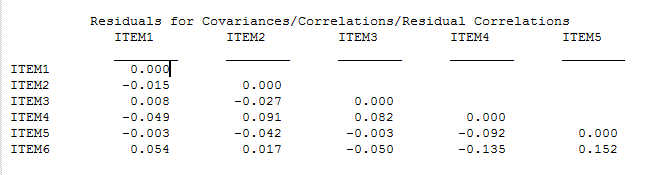 Residuals for Covariances/Correlations/Residual Correlations
ITEM1 ITEM2 ITEM3 ITEM4 ITEM5
ITEM1 0.000
ITEM2 -0.015 0.000
ITEM3 0.008 -0.027 0.000
ITEM4 -0.049 0.091 0.082 0.000
ITEM5 -0.003 -0.042 -0.003 -0.092 0.000
ITEM6 0.054 0.017 -0.050 -0.135 0.152